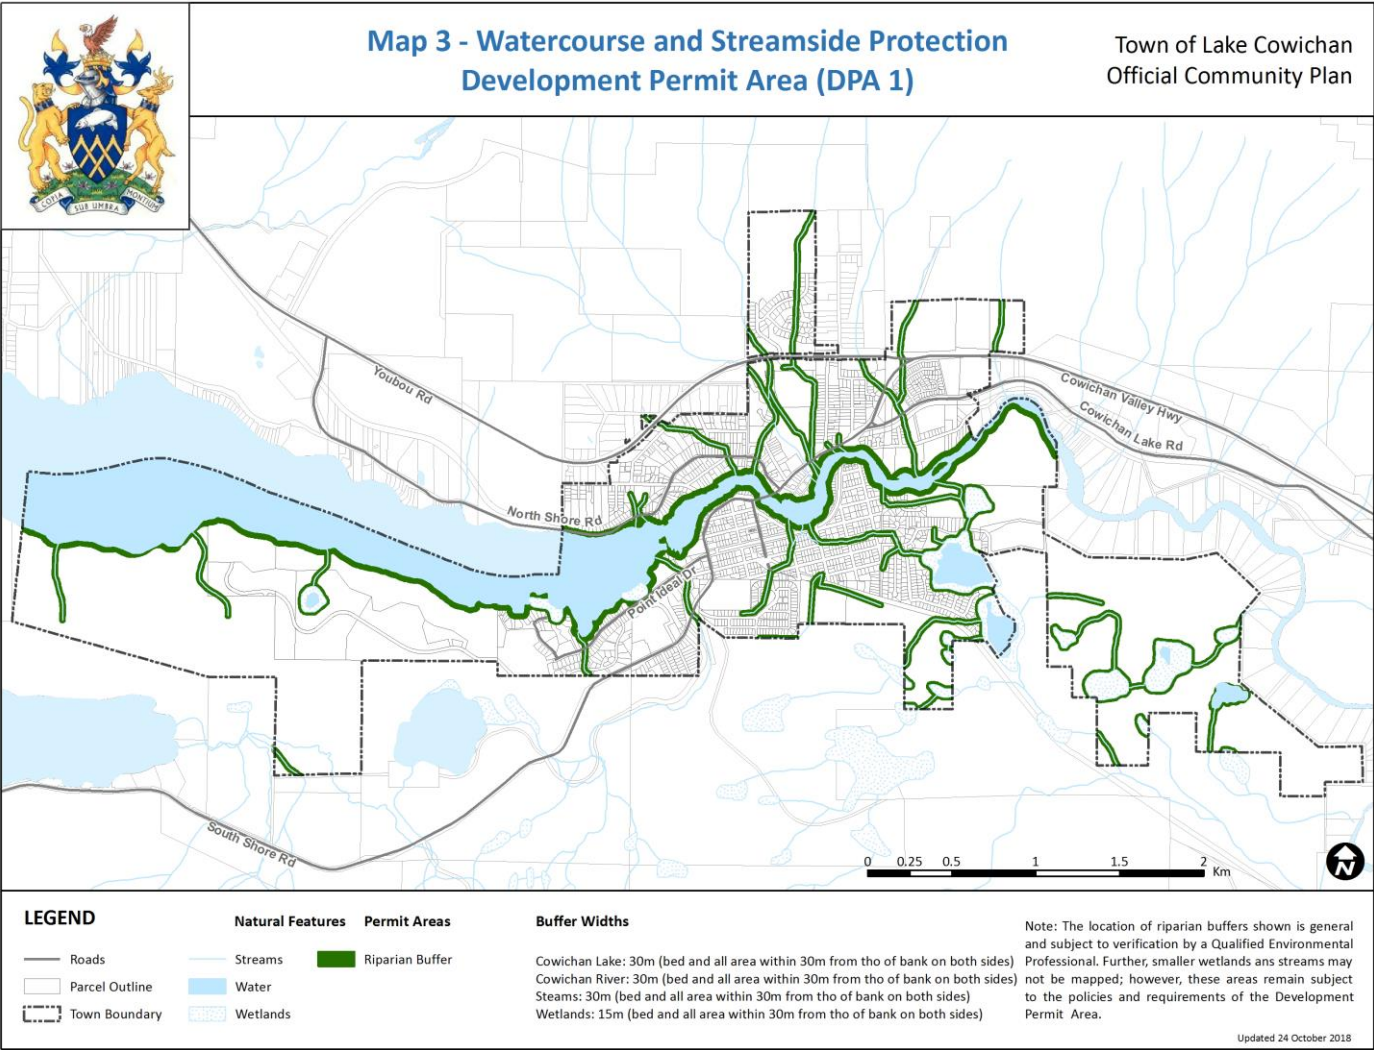 Map 3 - Watercourse and Streamside Protection
Development Permit Area (DPA 1)
Town of Lake Cowichan
Official Community Plan
COPIA
SUB UMBRA
MONTIUM
Youbou Rd
Cowichan Valley Hwy
Cowichan Lake Rd
North Shore Rd
Point Ideal Dr
South Shore Rd
0 0.25 0.5 1 1.5 2
Km
N
LEGEND
Roads
Parcel Outline
Town Boundary
Natural Features
Streams
Water
Wetlands
Permit Areas
Riparian Buffer
Buffer Widths
Cowichan Lake: 30m (bed and all area within 30m from tho of bank on both sides)
Cowichan River: 30m (bed and all area within 30m from tho of bank on both sides)
Steams: 30m (bed and all area within 30m from tho of bank on both sides)
Wetlands: 15m (bed and all area within 30m from tho of bank on both sides)
Note: The location of riparian buffers shown is general
and subject to verification by a Qualified Environmental
Professional. Further, smaller wetlands ans streams may
not be mapped; however, these areas remain subject
to the policies and requirements of the Development
Permit Area.
Updated 24 October 2018